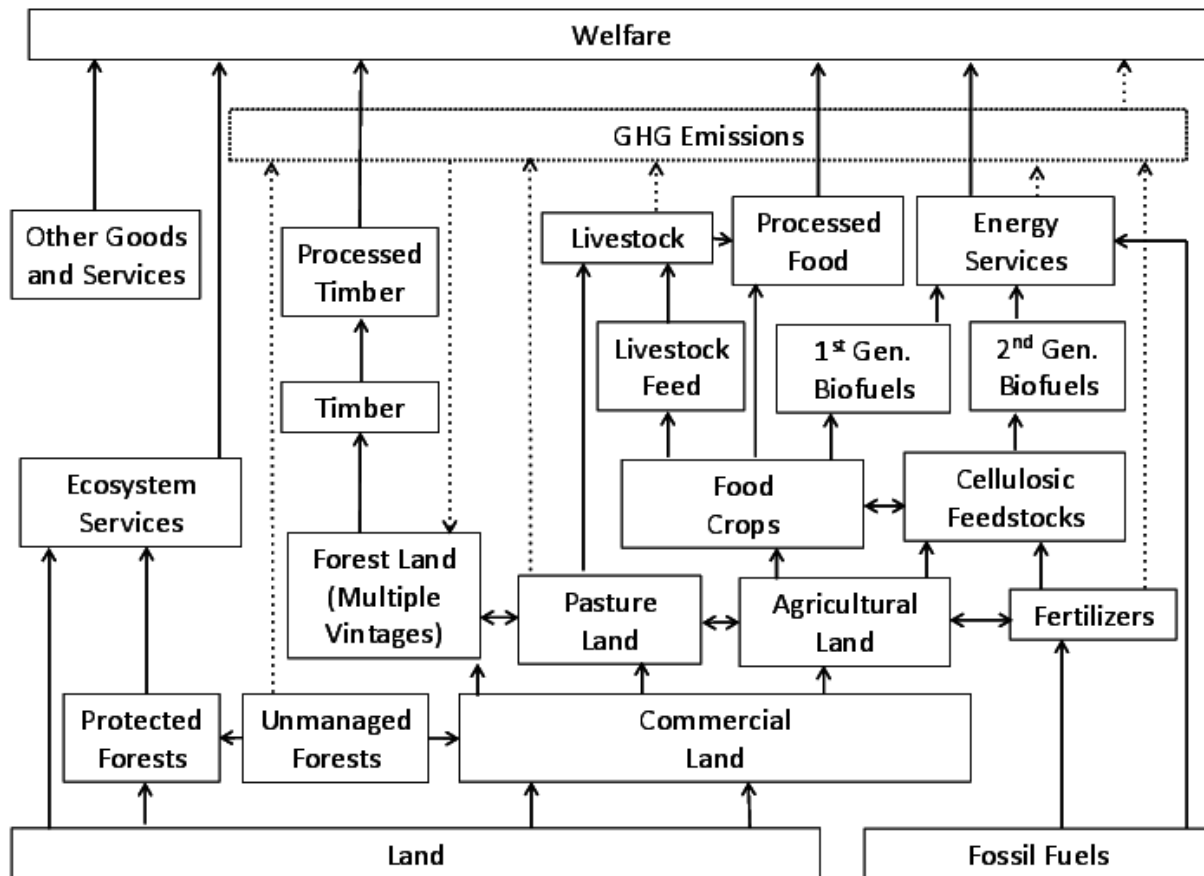 Welfare
GHG Emissions
Other Goods
and Services
Processed
Timber
Livestock
Processed
Food
Energy
Services
Livestock
Feed
1st Gen.
Biofuels
2nd Gen.
Biofuels
Timber
Ecosystem
Services
Food
Crops
Cellulosic
Feedstocks
Forest Land
(Multiple
Vintages)
Pasture
Land
Agricultural
Land
Fertilizers
Protected
Forests
Unmanaged
Forests
Commercial
Land
Land
Fossil Fuels